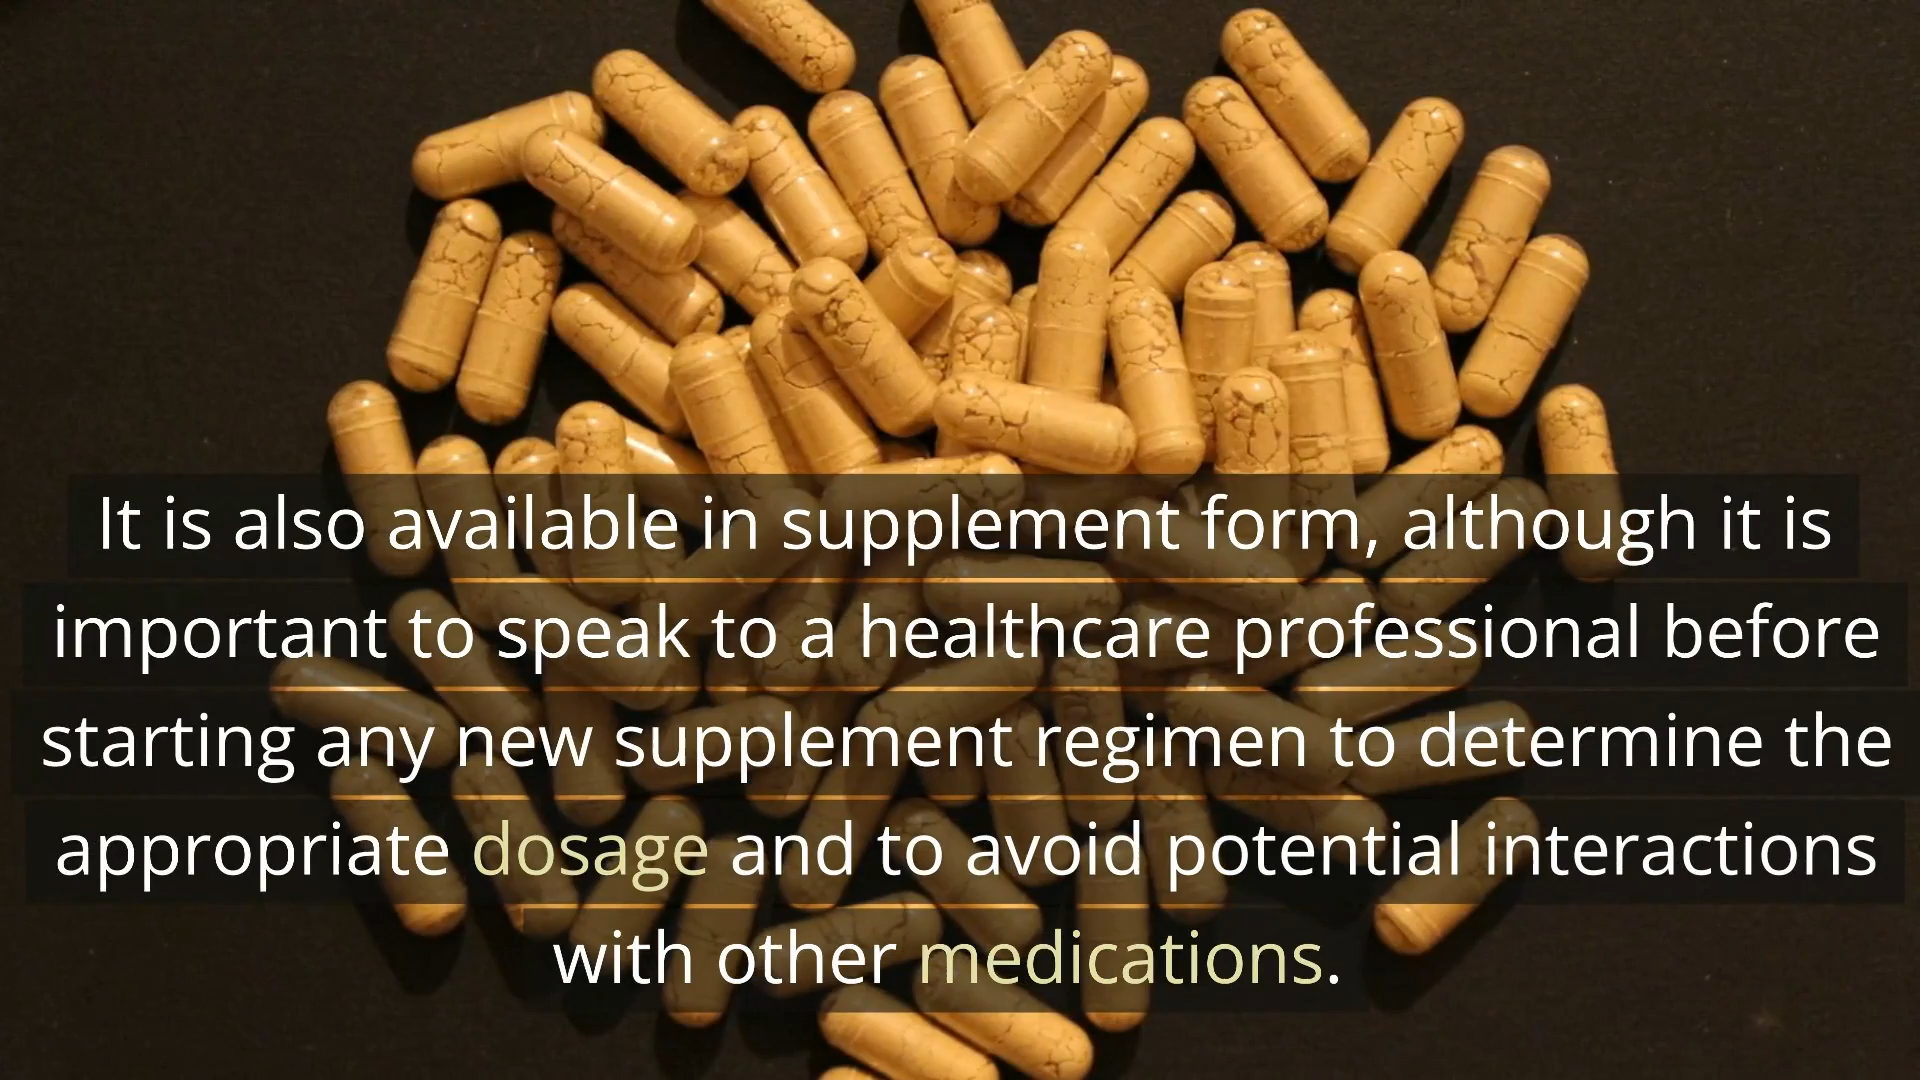 It is also available in supplement form, although it is
important to speak to a healthcare professional before
starting any new supplement regimen to determine the
appropriate dosage and to avoid potential interactions
with other medications.